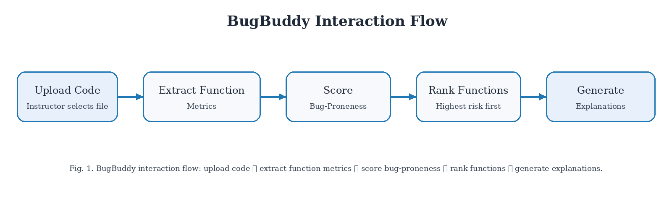 BugBuddy Interaction Flow
Upload Code
Instructor selects file
Extract Function
Metrics
Score
Bug-Proneness
Rank Functions
Highest risk first
Generate
Explanations
Fig. 1. BugBuddy interaction flow: upload code ▯ extract function metrics ▯ score bug-proneness ▯ rank functions ▯ generate explanations.